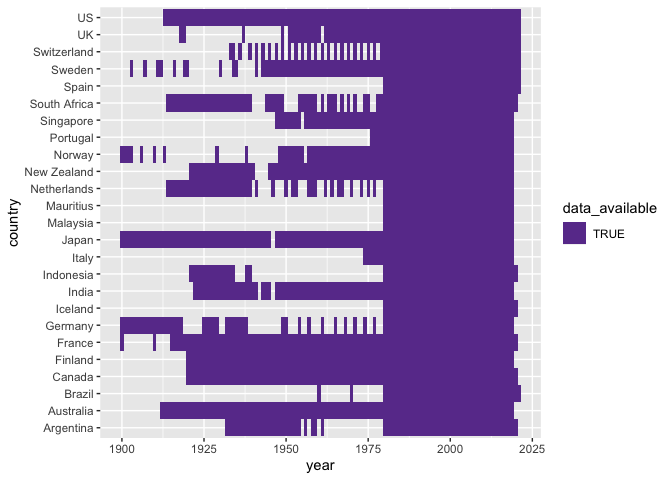 US
UK
Switzerland
Sweden
Spain
South Africa
Singapore
Portugal
Norway
New Zealand
Netherlands
Mauritius
Malaysia
Japan
Italy
Indonesia
India
Iceland
Germany
France
Finland
Canada
Brazil
Australia
Argentina
country
1900 1925 1950 1975 2000 2025
year
data_available
TRUE